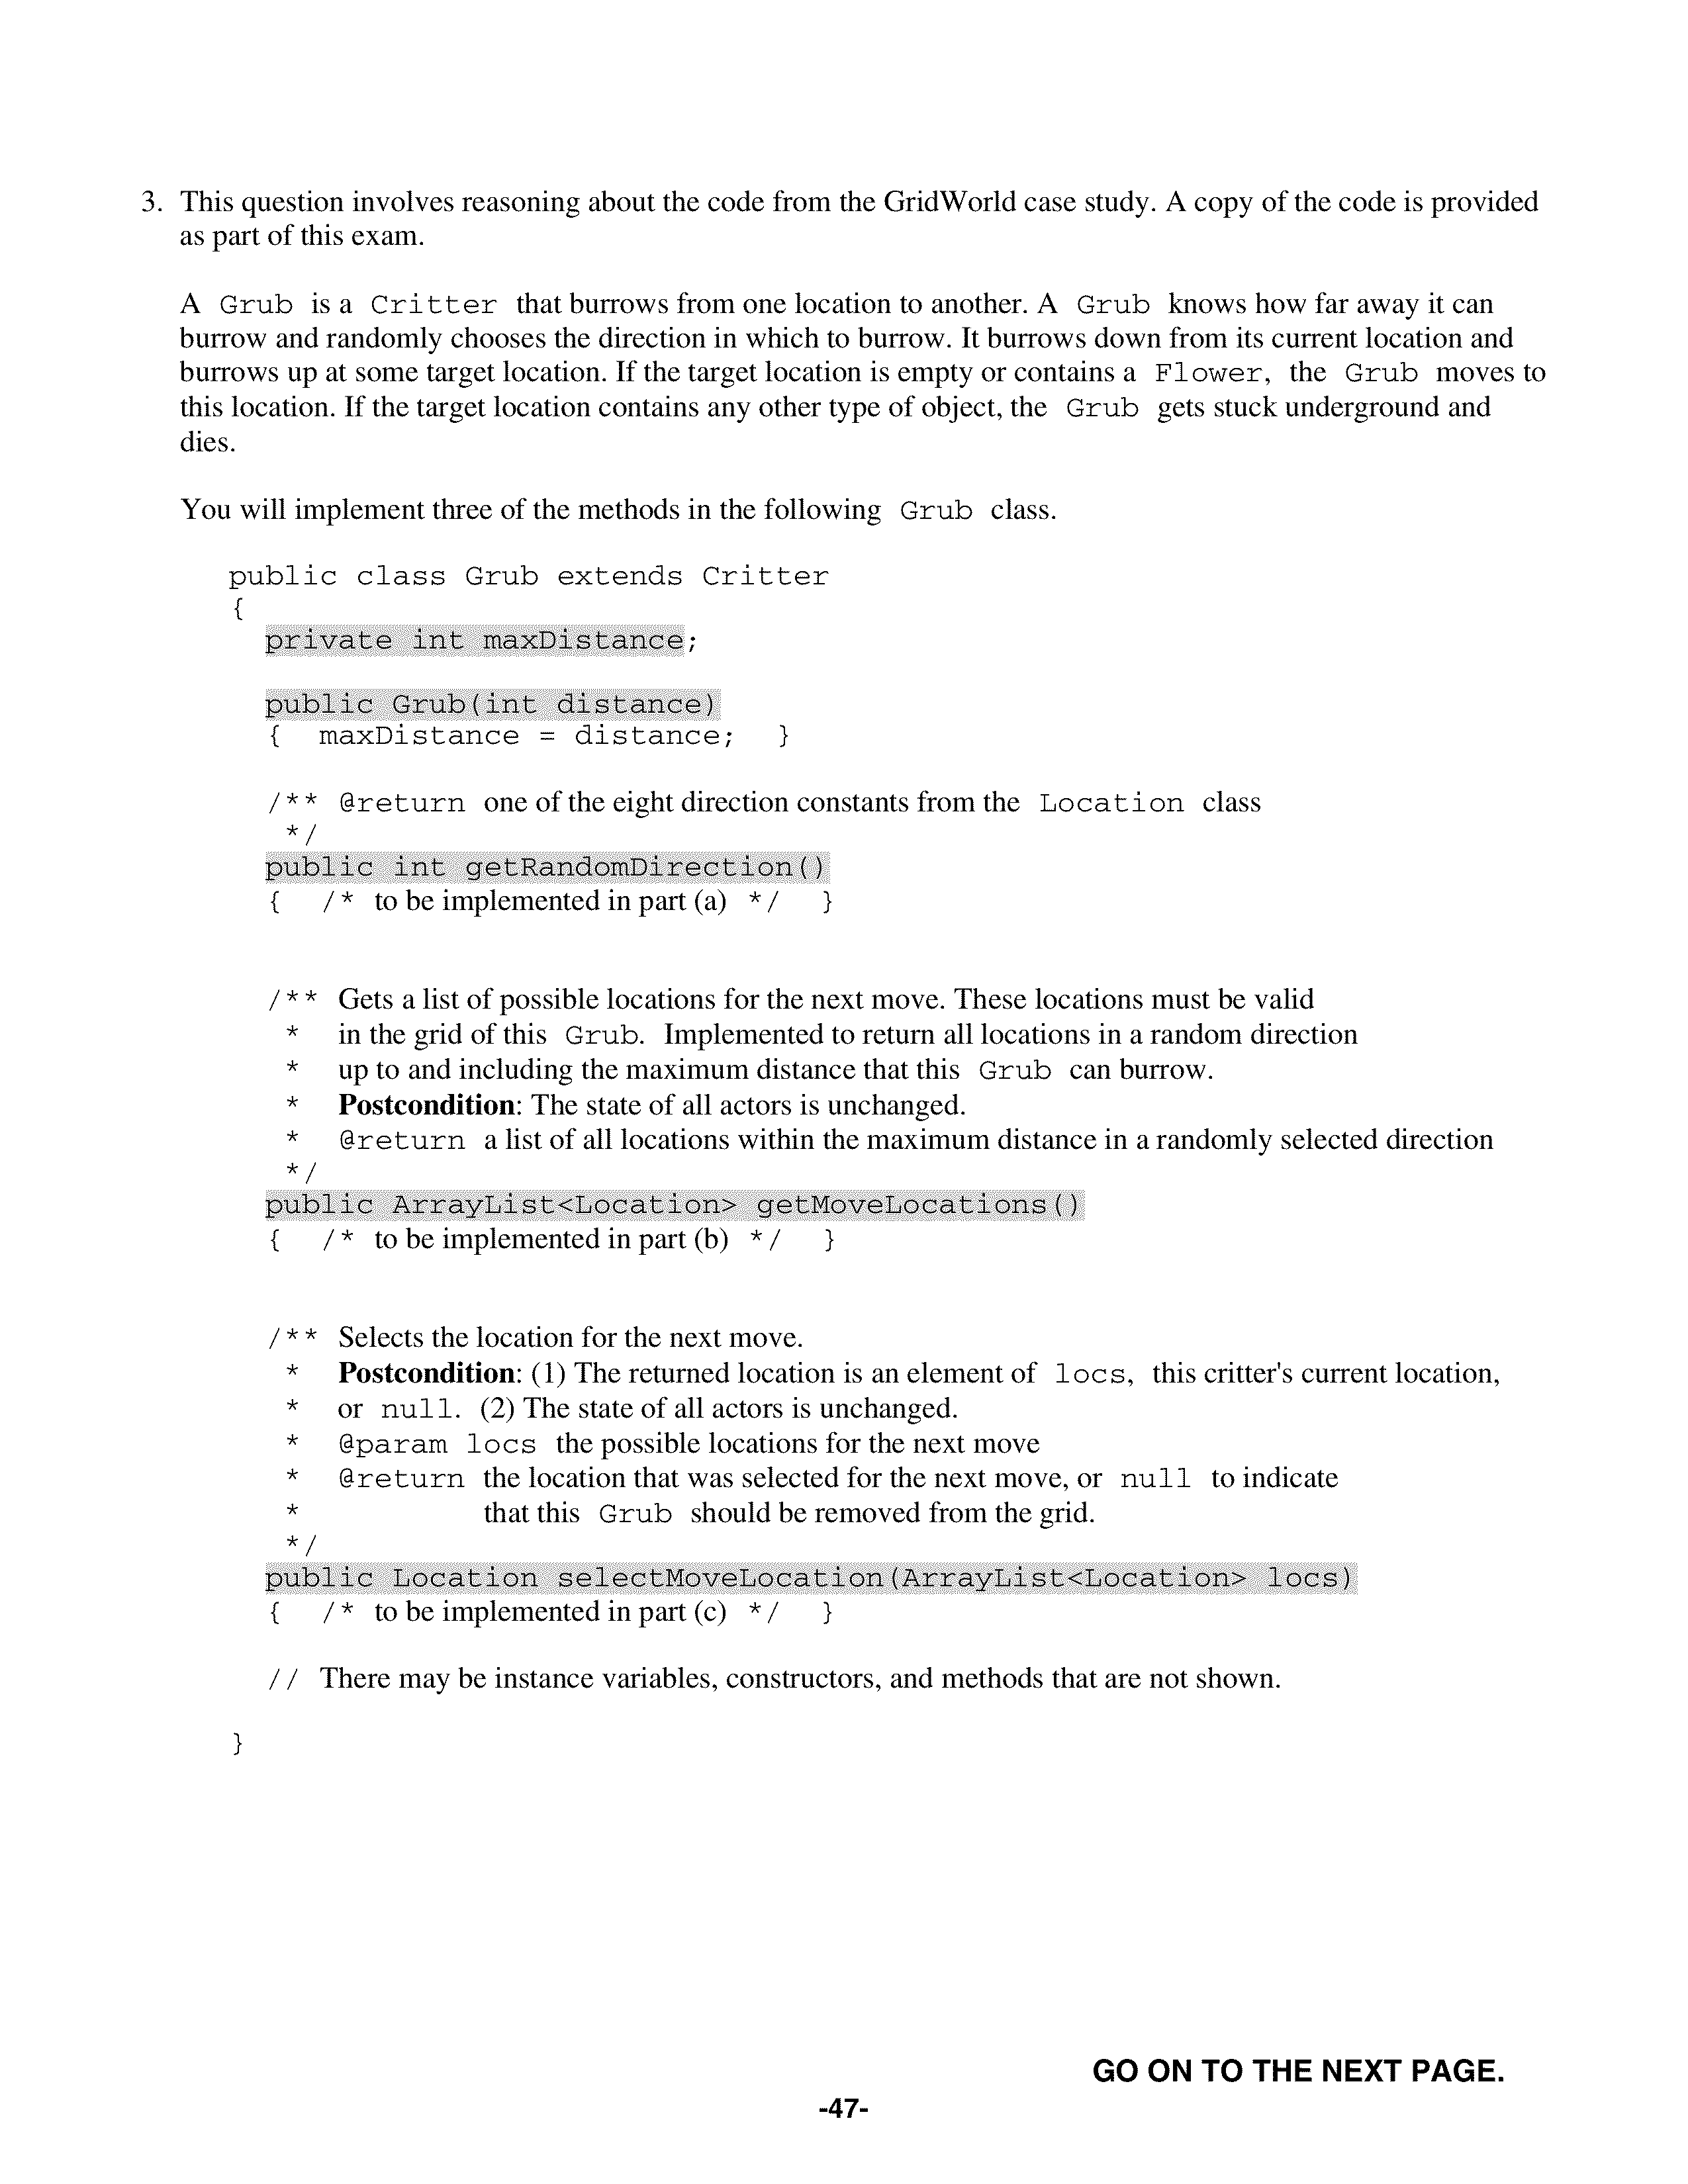 3. This question involves reasoning about the code from the GridWorld case study. A copy of the code is provided
as part of this exam.
A Grub is a Critter that burrows from one location to another. A Grub knows how far away it can
burrow and randomly chooses the direction in which to burrow. It burrows down from its current location and
burrows up at some target location. If the target location is empty or contains a Flower, the Grub moves to
this location. If the target location contains any other type of object, the Grub gets stuck underground and
dies.
You will implement three of the methods in the following Grub class.
public class Grub extends Critter
{
private int maxDistance;
public Grub(int distance)
{ maxDistance = distance; }
/** @return one of the eight direction constants from the Location class
*/
public int getRandomDirection()
{ /* to be implemented in part (a) */ }
/** Gets a list of possible locations for the next move. These locations must be valid
* in the grid of this Grub. Implemented to return all locations in a random direction
* up to and including the maximum distance that this Grub can burrow.
* Postcondition: The state of all actors is unchanged.
* @return a list of all locations within the maximum distance in a randomly selected direction
*/
public ArrayList<Location> getMoveLocations()
{ /* to be implemented in part (b) */ }
/** Selects the location for the next move.
* Postcondition: (1) The returned location is an element of locs, this critter's current location,
* or null. (2) The state of all actors is unchanged.
* @param locs the possible locations for the next move
* @return the location that was selected for the next move, or null to indicate
* that this Grub should be removed from the grid.
*/
public Location selectMoveLocation(ArrayList<Location> locs)
{ /* to be implemented in part (c) */ }
// There may be instance variables, constructors, and methods that are not shown.
}
GO ON TO THE NEXT PAGE.
-47-